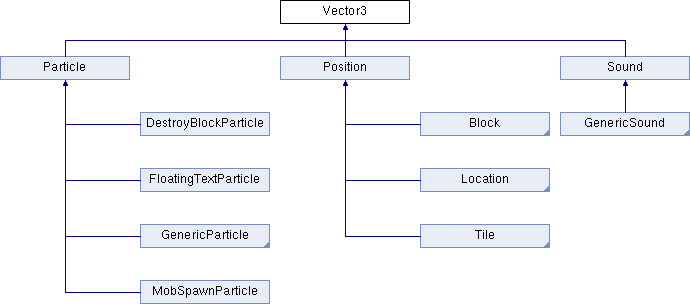 Vector3
Particle
Position
Sound
DestroyBlockParticle
Block
GenericSound
FloatingTextParticle
Location
GenericParticle
Tile
MobSpawnParticle